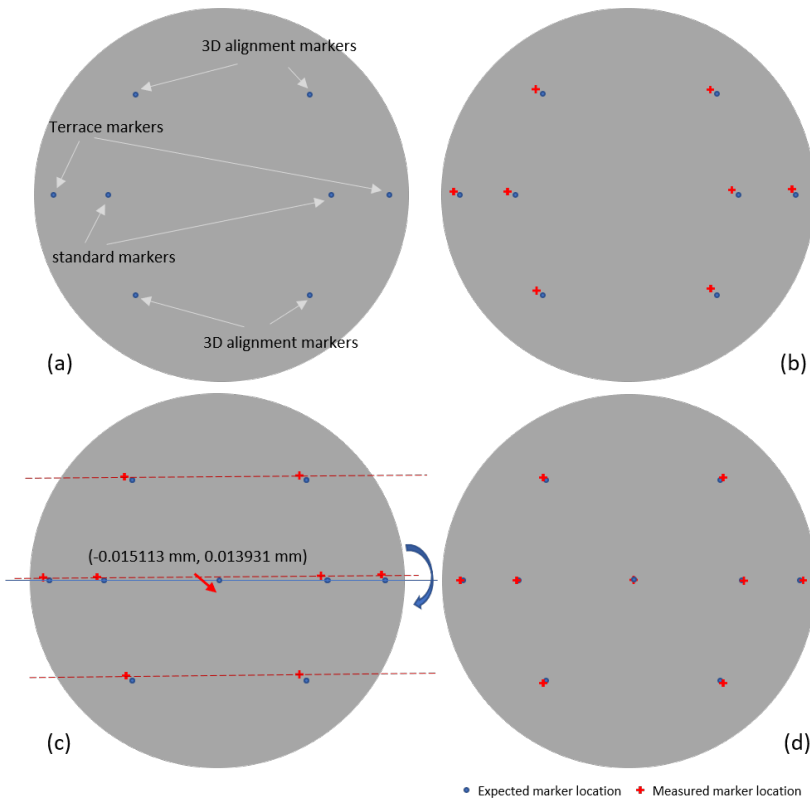 3D alignment markers
Terrace markers
standard markers
3D alignment markers
(a)
(b)
(-0.015113 mm, 0.013931 mm)
(c)
(d)
Expected marker location
Measured marker location